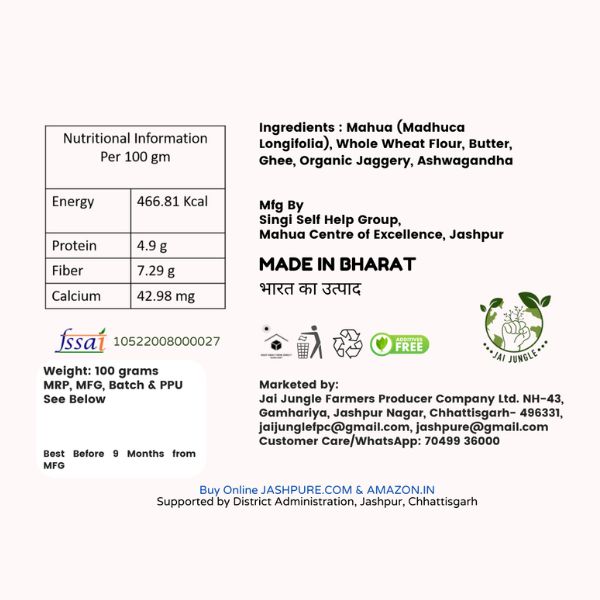 Nutritional Information
Per 100 gm
Energy 466.81 Kcal
Protein 4.9 g
Fiber 7.29 g
Calcium 42.98 mg
fssai 10522008000027
Weight: 100 grams
MRP, MFG, Batch & PPU
See Below
Best Before 9 Months from
MFG
Ingredients : Mahua (Madhuca
Longifolia), Whole Wheat Flour, Butter,
Ghee, Organic Jaggery, Ashwagandha
Mfg By
Singi Self Help Group,
Mahua Centre of Excellence, Jashpur
MADE IN BHARAT
भारत का उत्पाद
ADDITIVES
FREE
JAI JUNGLE
Marketed by:
Jai Jungle Farmers Producer Company Ltd. NH-43,
Gamhariya, Jashpur Nagar, Chhattisgarh- 496331,
jaijunglefpc@gmail.com, jashpure@gmail.com
Customer Care/WhatsApp: 70499 36000
Buy Online JASHPURE.COM & AMAZON.IN
Supported by District Administration, Jashpur, Chhattisgarh